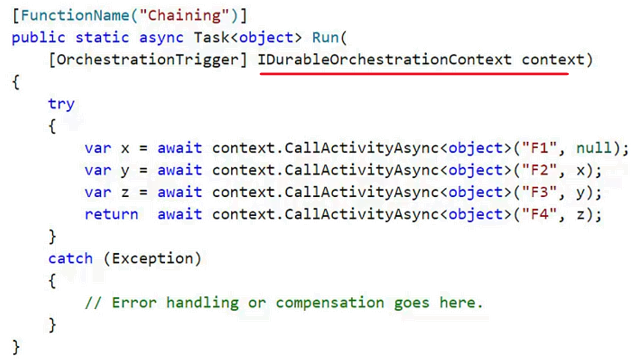 [FunctionName("Chaining")]
public static async Task<object> Run(
    [OrchestrationTrigger] IDurableOrchestrationContext context)
{
    try
    {
        var x = await context.CallActivityAsync<object>("F1", null);
        var y = await context.CallActivityAsync<object>("F2", x);
        var z = await context.CallActivityAsync<object>("F3", y);
        return  await context.CallActivityAsync<object>("F4", z);
    }
    catch (Exception)
    {
        // Error handling or compensation goes here.
    }
}